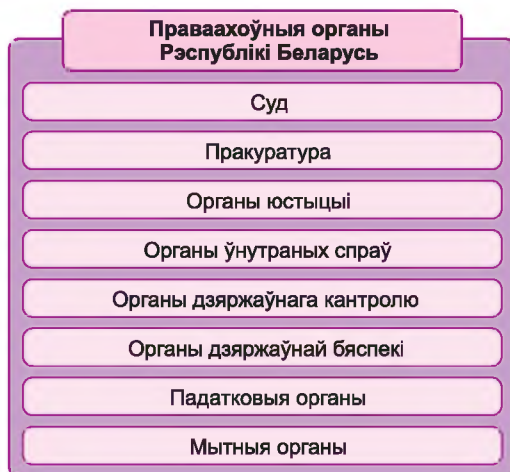 Праваахоўныя органы
Рэспублікі Беларусь
Суд
Пракуратура
Органы юстыцыі
Органы ўнутраных спраў
Органы дзяржаўнага кантролю
Органы дзяржаўнай бяспекі
Падатковыя органы
Мытныя органы